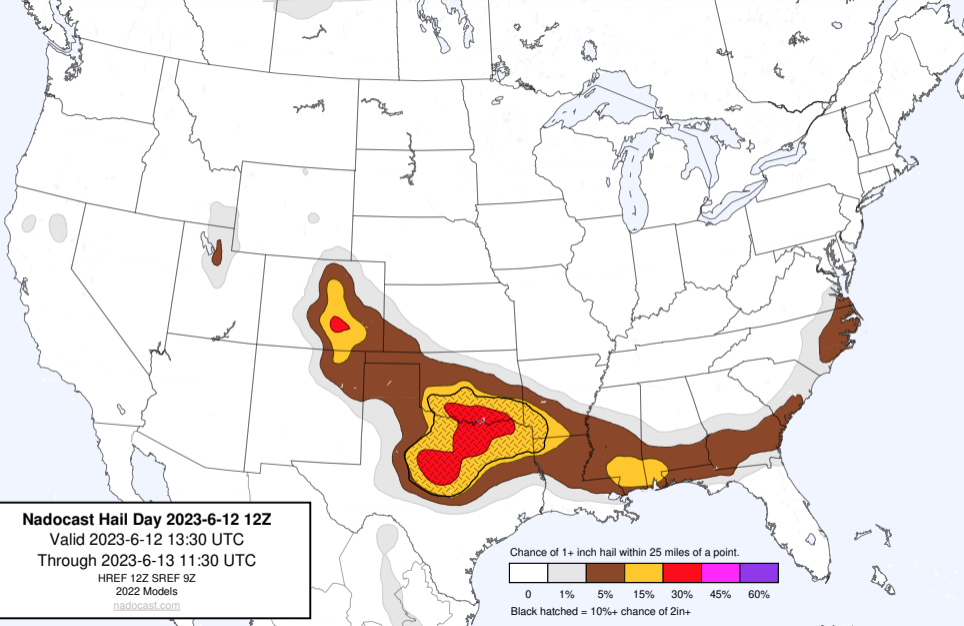 Nadocast Hail Day 2023-6-12 12Z
Valid 2023-6-12 13:30 UTC
Through 2023-6-13 11:30 UTC
HREF 12Z SREF 9Z
2022 Models
nadocast.com
Chance of 1+ inch hail within 25 miles of a point.
0 1% 5% 15% 30% 45% 60%
Black hatched = 10%+ chance of 2in+